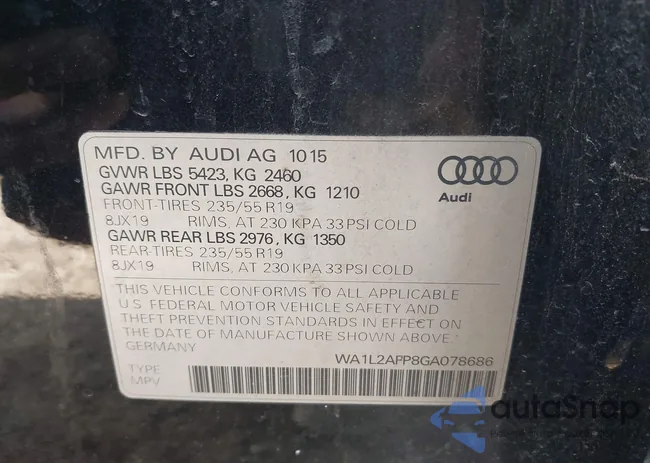 MFD. BY AUDI AG 1015
GVWR LBS 5423, KG 2460
GAWR FRONT LBS 2668, KG 1210
FRONT-TIRES 235/55 R19
8JX19 RIMS, AT 230 KPA 33 PSI COLD
GAWR REAR LBS 2976, KG 1350
REAR-TIRES 235/55 R19
8JX19 RIMS, AT 230 KPA 33 PSI COLD
Audi
THIS VEHICLE CONFORMS TO ALL APPLICABLE
U.S. FEDERAL MOTOR VEHICLE SAFETY AND
THEFT PREVENTION STANDARDS IN EFFECT ON
THE DATE OF MANUFACTURE SHOWN ABOVE.
GERMANY
WA1L2AFP8GA078686
TYPE
MPV
autoSnap